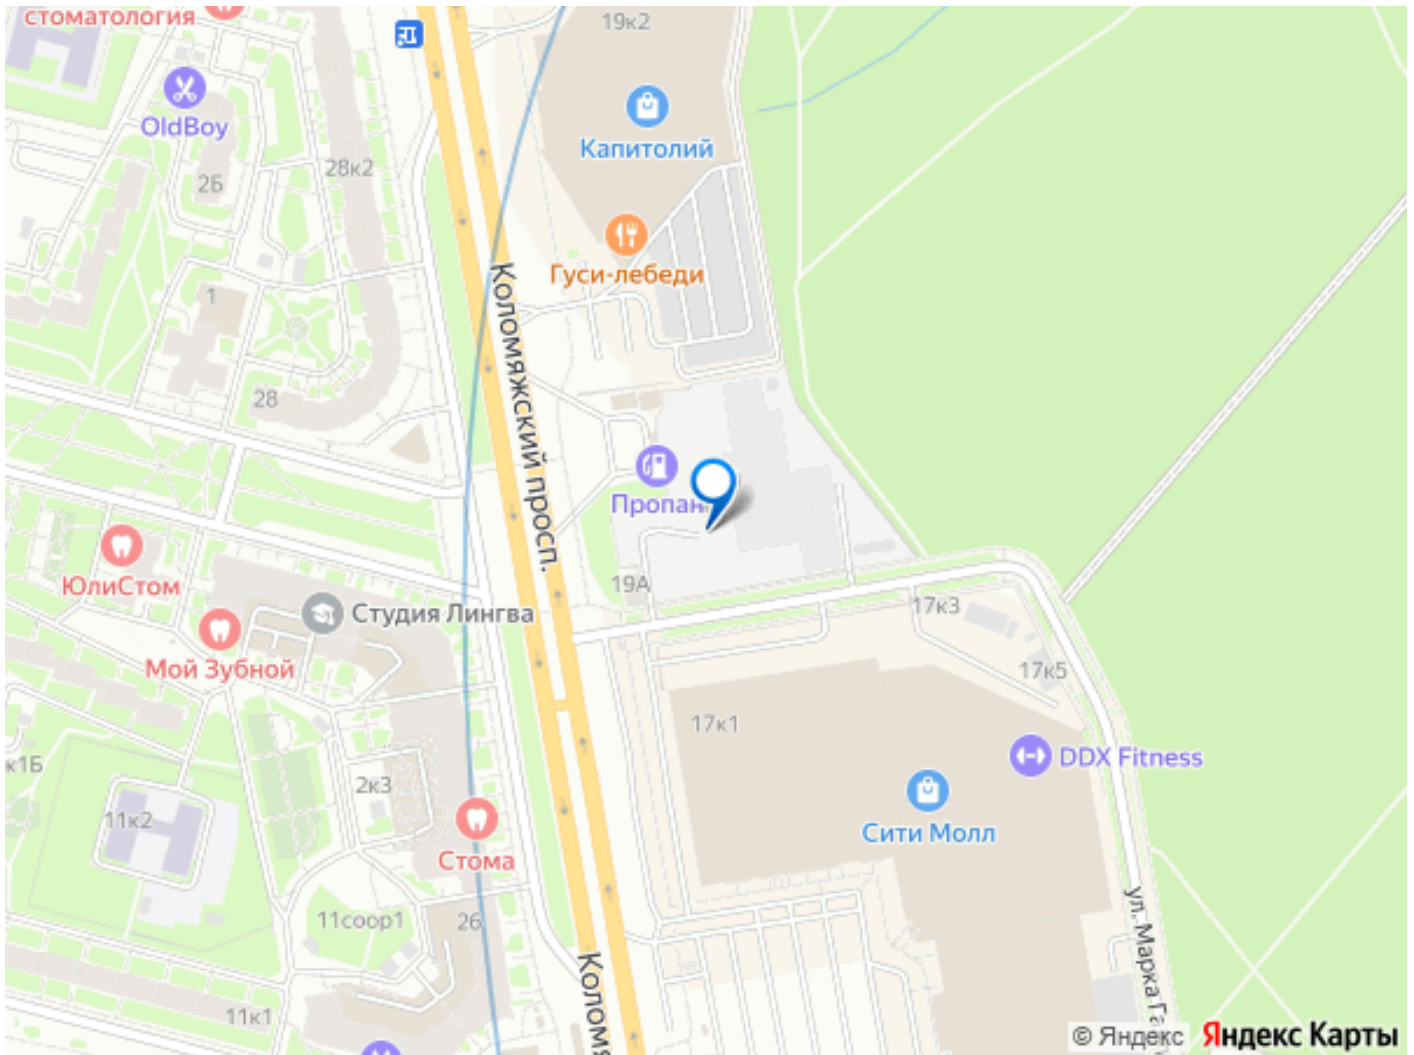 стоматология
19к2
OldBoy
Капитолий
28к2
2Б
Гуси-лебеди
1
Коломяжский просп.
28
Пропан
ЮлиСтом
19А
17к3
Студия Лингва
Мой Зубной
17к5
17к1
к1Б
DDX Fitness
2к3
11к2
Сити Молл
Стома
11соор1
26
ул. Марка Га
Колом
11к1
© Яндекс Яндекс Карты